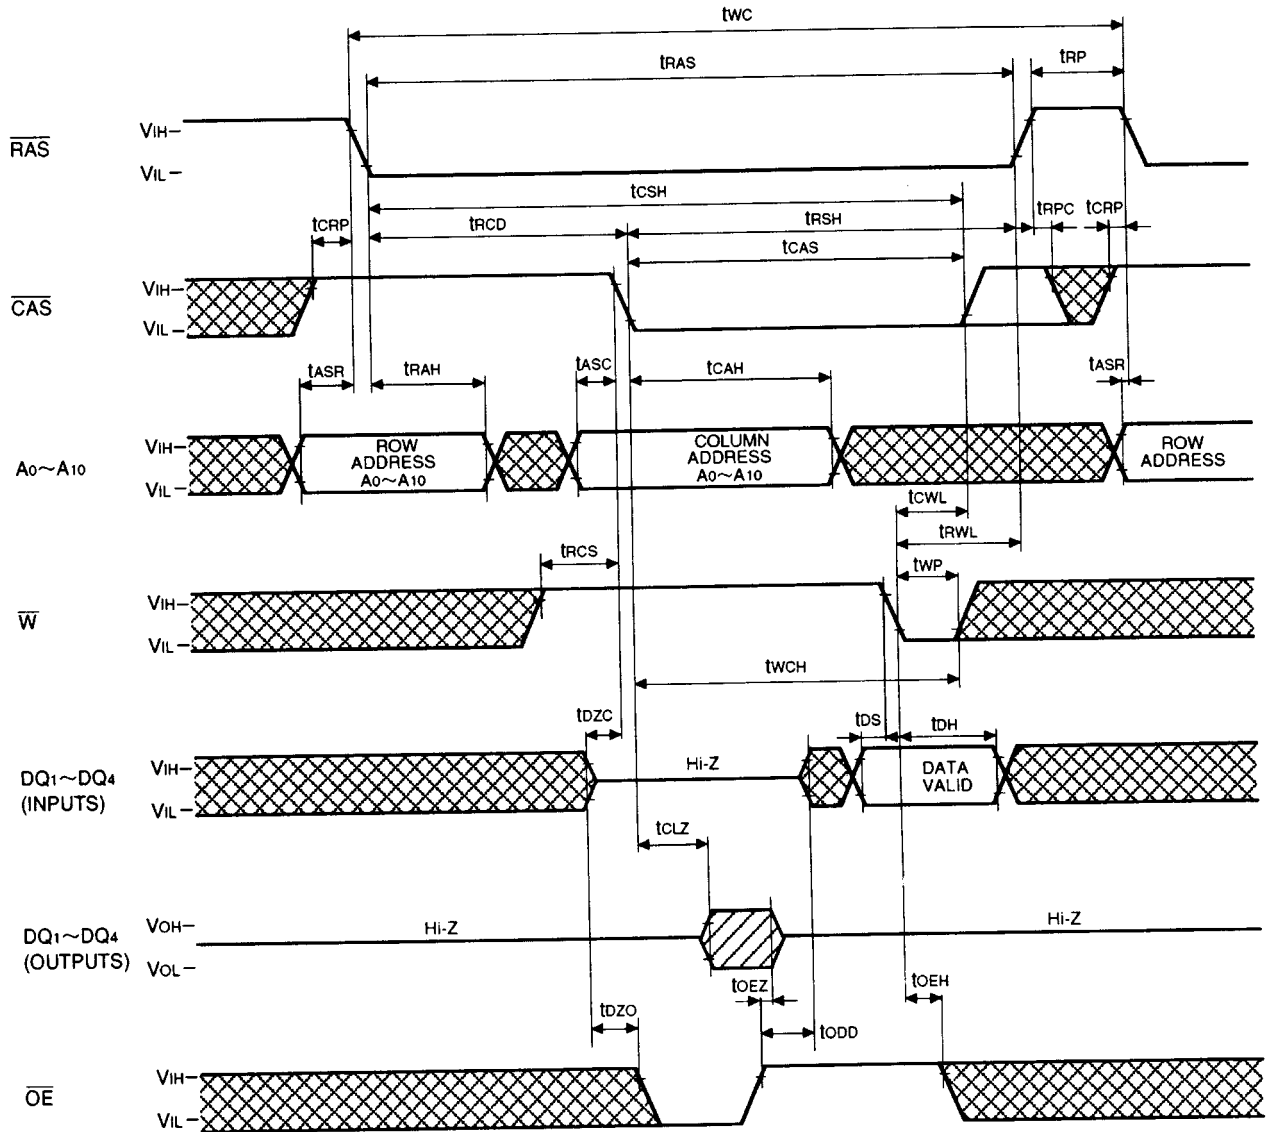 tWC
tRAS
tRP
RAS
VIH–
VIL–
tCSH
tCRP
tRCD
tRSH
tRPC
tCRP
tCAS
CAS
VIH–
VIL–
tASR
tRAH
tASC
tCAH
tASR
A0~A10
VIH–
VIL–
ROW
ADDRESS
A0~A10
COLUMN
ADDRESS
A0~A10
ROW
ADDRESS
tCWL
tRWL
tRCS
tWP
W
VIH–
VIL–
tWCH
tDZC
tDS
tDH
DQ1~DQ4
(INPUTS)
VIH–
VIL–
Hi-Z
DATA
VALID
tCLZ
DQ1~DQ4
(OUTPUTS)
VOH–
VOL–
Hi-Z
Hi-Z
tOEZ
tOEH
tDZO
tODD
OE
VIH–
VIL–